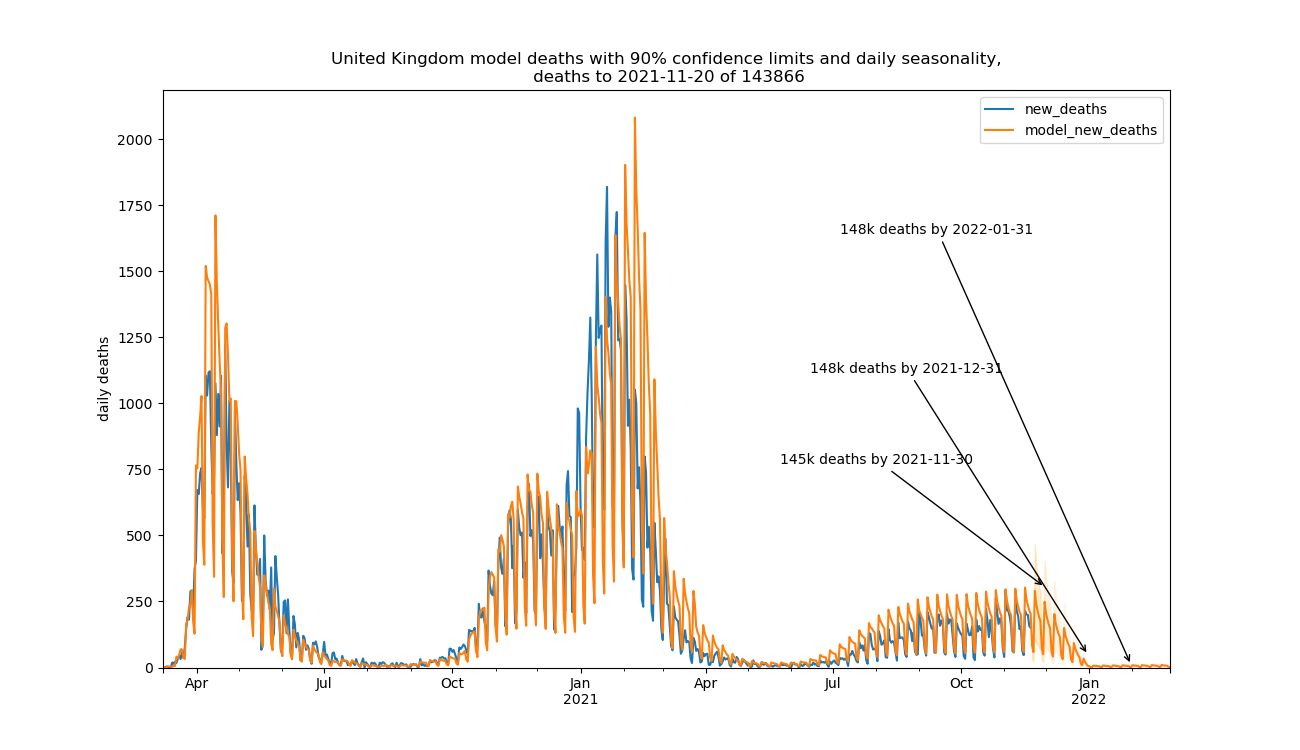 United Kingdom model deaths with 90% confidence limits and daily seasonality,
deaths to 2021-11-20 of 143866
new_deaths
model_new_deaths
2000
1750
1500
1250
1000
750
500
250
0
daily deaths
148k deaths by 2022-01-31
148k deaths by 2021-12-31
145k deaths by 2021-11-30
Apr Jul Oct Jan Apr Jul Oct Jan
2021 2022